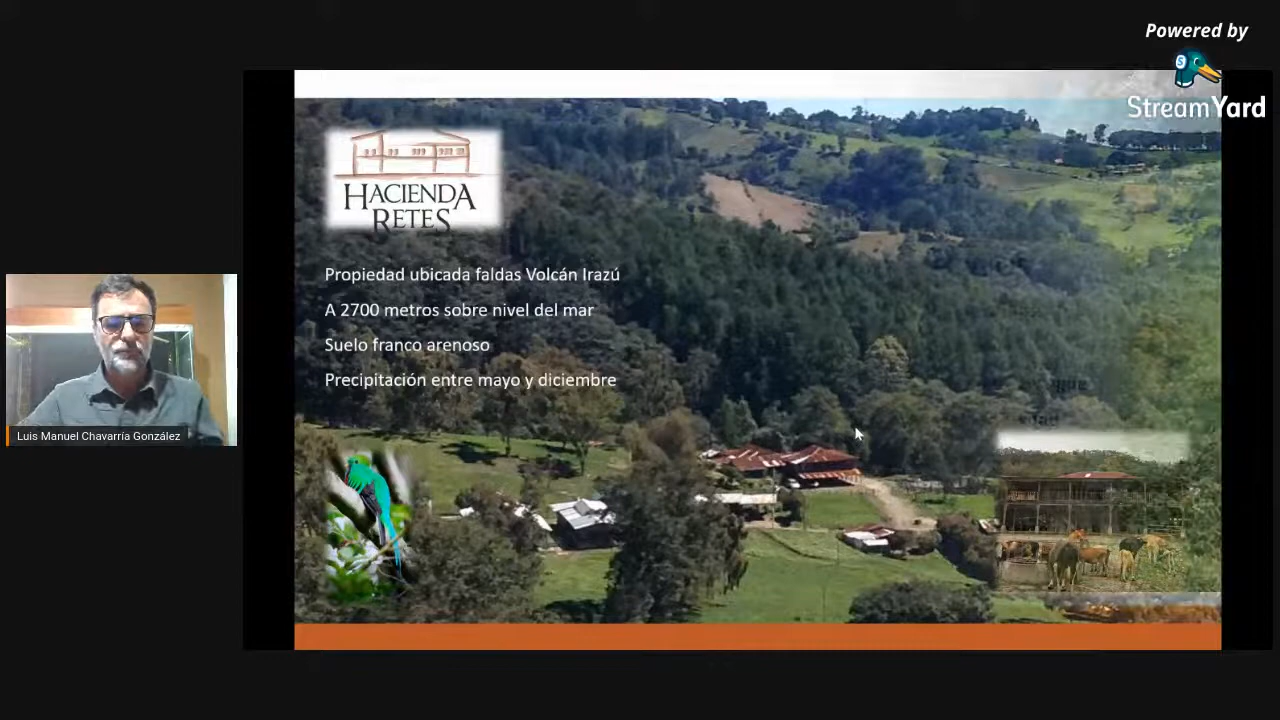 Powered by
StreamYard
HACIENDA
RETES
Propiedad ubicada faldas Volcán Irazú
A 2700 metros sobre nivel del mar
Suelo franco arenoso
Precipitación entre mayo y diciembre
Luis Manuel Chavarría González